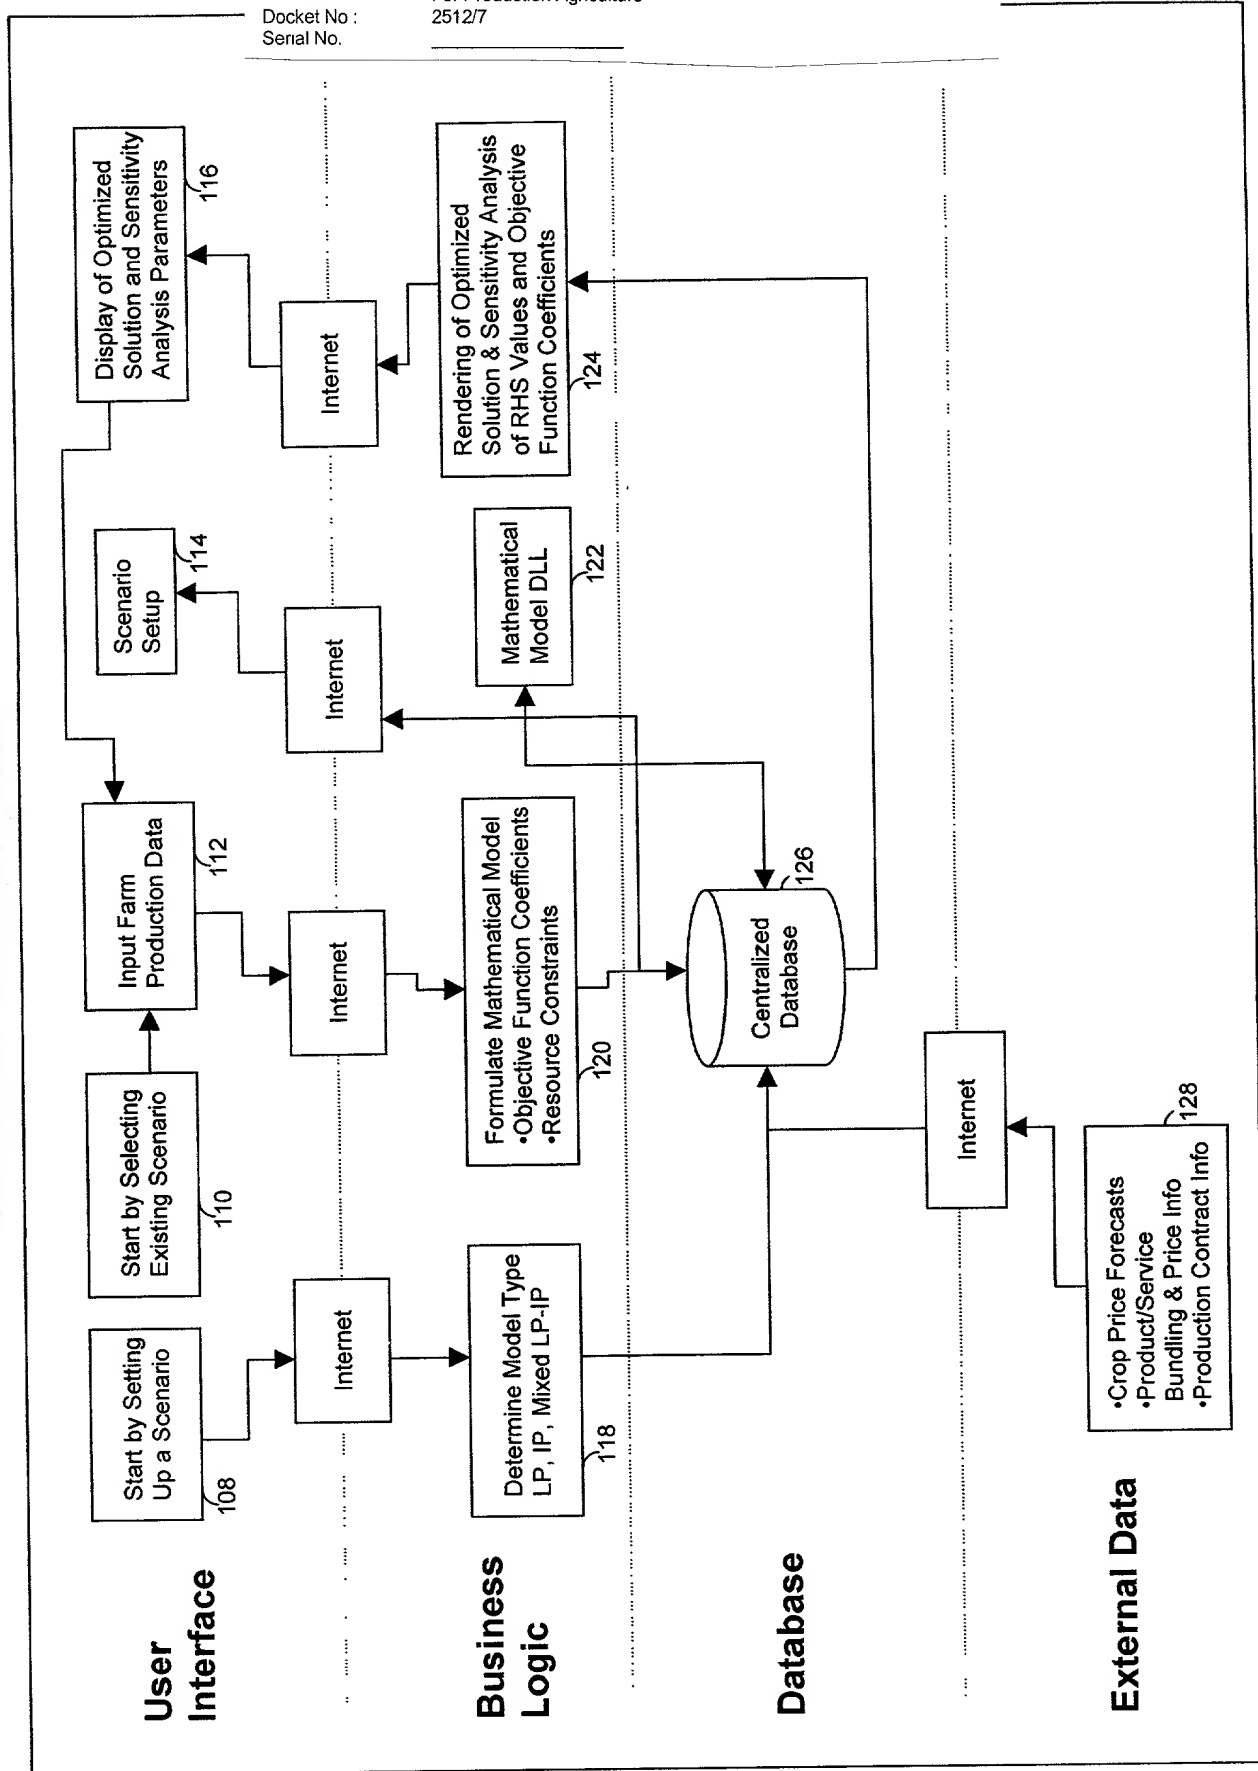 For Production Agriculture
Docket No :
2512/7
Serial No.
User
Interface
Start by Setting
Up a Scenario
108
Start by Selecting
Existing Scenario
110
Input Farm
Production Data
112
Scenario
Setup
114
Display of Optimized
Solution and Sensitivity
Analysis Parameters
116
Internet
Internet
Internet
Internet
Business
Logic
Determine Model Type
LP, IP, Mixed LP-IP
118
Formulate Mathematical Model
•Objective Function Coefficients
•Resource Constraints
120
Mathematical
Model DLL
122
Rendering of Optimized
Solution & Sensitivity Analysis
of RHS Values and Objective
Function Coefficients
124
Database
Centralized
Database
126
Internet
External Data
•Crop Price Forecasts
•Product/Service
Bundling & Price Info
•Production Contract Info
128